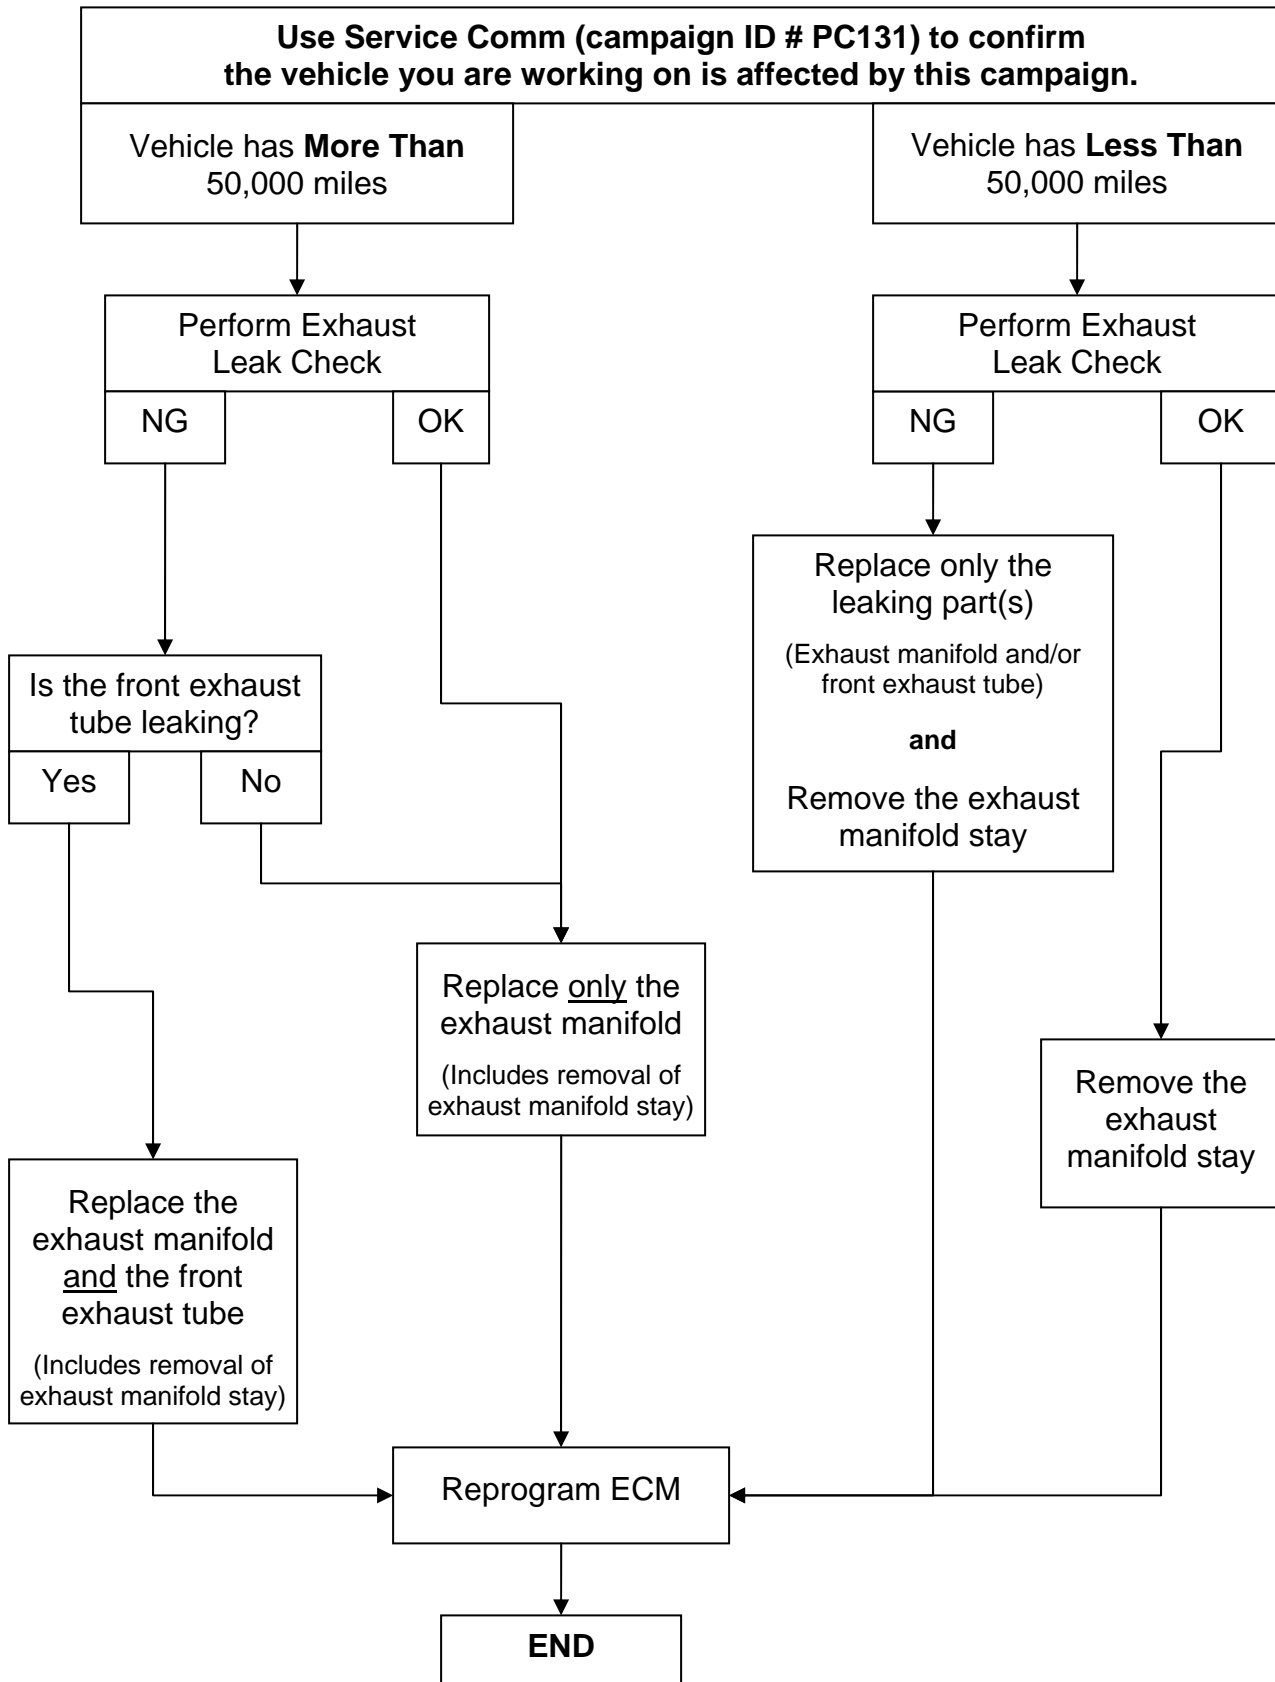 Use Service Comm (campaign ID # PC131) to confirm
the vehicle you are working on is affected by this campaign.
Vehicle has More Than
50,000 miles
Vehicle has Less Than
50,000 miles
Perform Exhaust
Leak Check
NG
OK
Perform Exhaust
Leak Check
NG
OK
Is the front exhaust
tube leaking?
Yes
No
Replace only the
leaking part(s)
(Exhaust manifold and/or
front exhaust tube)
and
Remove the exhaust
manifold stay
Replace only the
exhaust manifold
(Includes removal of
exhaust manifold stay)
Remove the
exhaust
manifold stay
Replace the
exhaust manifold
and the front
exhaust tube
(Includes removal of
exhaust manifold stay)
Reprogram ECM
END